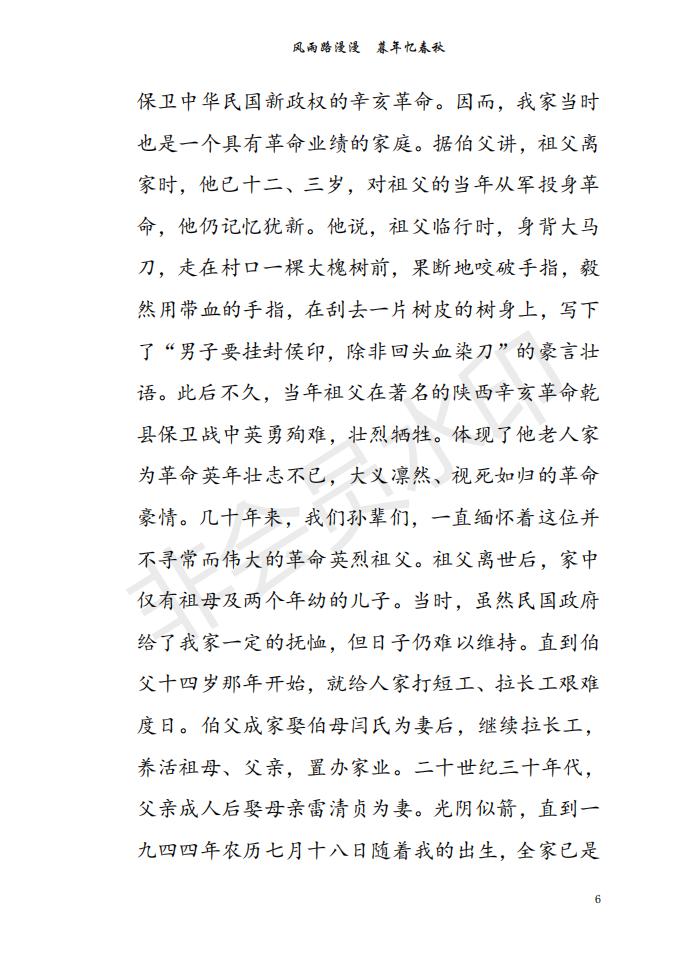 风雨路漫漫　暮年忆春秋
保卫中华民国新政权的辛亥革命。因而，我家当时
也是一个具有革命业绩的家庭。据伯父讲，祖父离
家时，他已十二、三岁，对祖父的当年从军投身革
命，他仍记忆犹新。他说，祖父临行时，身背大马
刀，走在村口一棵大槐树前，果断地咬破手指，毅
然用带血的手指，在刮去一片树皮的树身上，写下
了“男子要挂封侯印，除非回头血染刀”的豪言壮
语。此后不久，当年祖父在著名的陕西辛亥革命乾
县保卫战中英勇殉难，壮烈牺牲。体现了他老人家
为革命英年壮志不已，大义凛然、视死如归的革命
豪情。几十年来，我们孙辈们，一直缅怀着这位并
不寻常而伟大的革命英烈祖父。祖父离世后，家中
仅有祖母及两个年幼的儿子。当时，虽然民国政府
给了我家一定的抚恤，但日子仍难以维持。直到伯
父十四岁那年开始，就给人家打短工、拉长工艰难
度日。伯父成家娶伯母闫氏为妻后，继续拉长工，
养活祖母、父亲，置办家业。二十世纪三十年代，
父亲成人后娶母亲雷清贞为妻。光阴似箭，直到一
九四四年农历七月十八日随着我的出生，全家已是
6
非会员水印